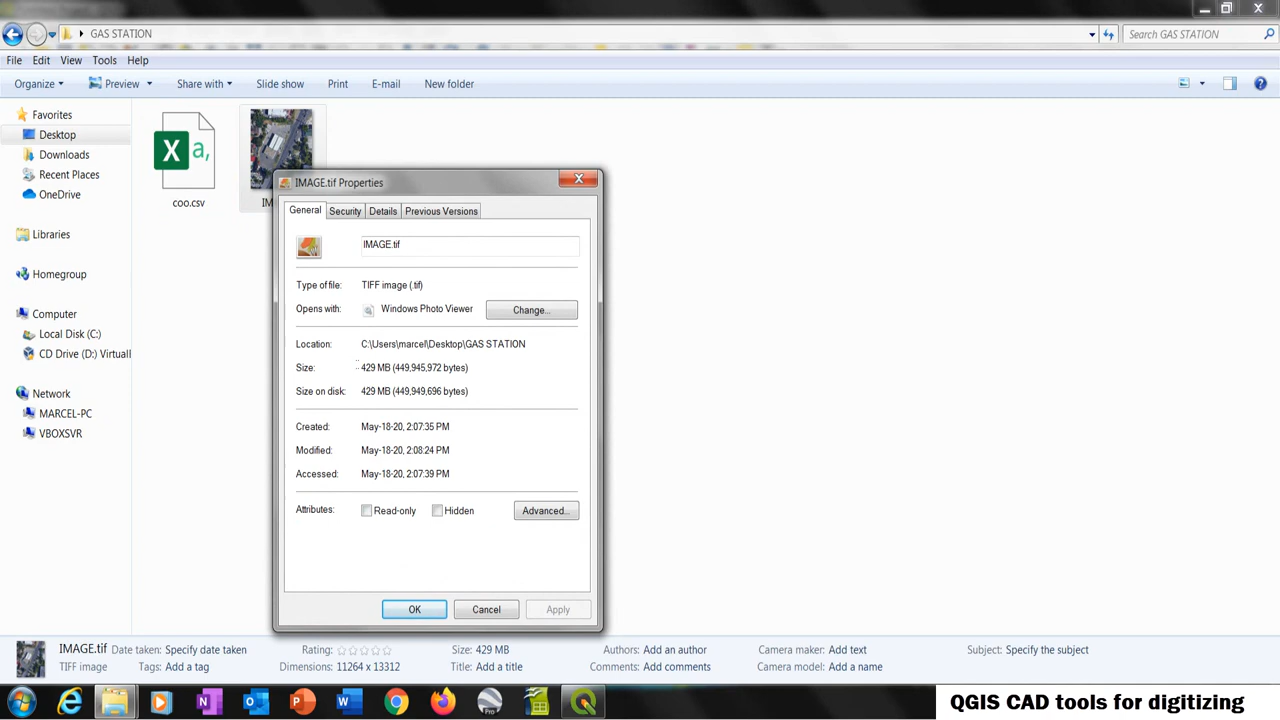 GAS STATION
Search GAS STATION
File Edit View Tools Help
Organize Preview Share with Slide show Print E-mail New folder
Favorites
Desktop
Downloads
Recent Places
OneDrive
Libraries
Homegroup
Computer
Local Disk (C:)
CD Drive (D:) Virtuall
Network
MARCEL-PC
VBOXSVR
X a,
coo.csv
IM
IMAGE.tif Properties
General Security Details Previous Versions
IMAGE.tif
Type of file: TIFF image (.tif)
Opens with: Windows Photo Viewer Change...
Location: C:\Users\marcel\Desktop\GAS STATION
Size: 429 MB (449,945,972 bytes)
Size on disk: 429 MB (449,949,696 bytes)
Created: May-18-20, 2:07:35 PM
Modified: May-18-20, 2:08:24 PM
Accessed: May-18-20, 2:07:39 PM
Attributes: Read-only Hidden Advanced...
OK Cancel Apply
IMAGE.tif Date taken: Specify date taken Rating: Size: 429 MB Authors: Add an author Camera maker: Add text Subject: Specify the subject
TIFF image Tags: Add a tag Dimensions: 11264 x 13312 Title: Add a title Comments: Add comments Camera model: Add a name
Pro
QGIS CAD tools for digitizing